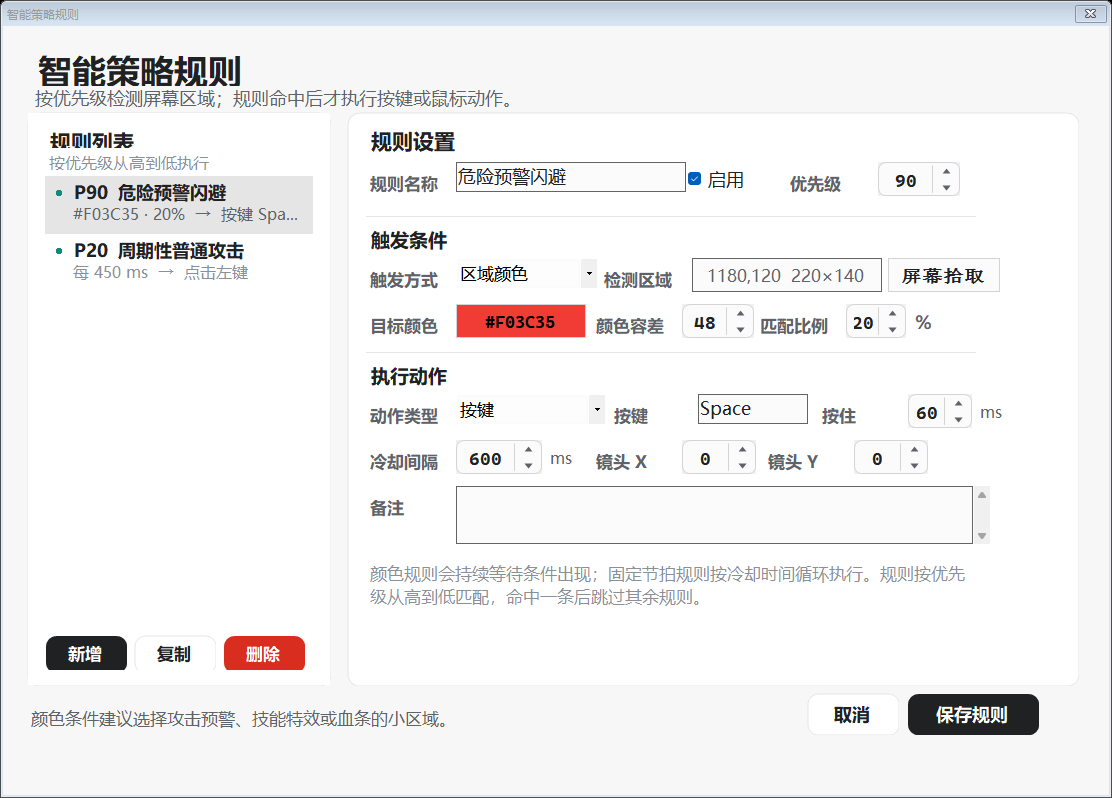 智能策略规则
智能策略规则
按优先级检测屏幕区域；规则命中后才执行按键或鼠标动作。
规则列表
按优先级从高到低执行
P90 危险预警闪避
#F03C35 · 20% → 按键 Spa...
P20 周期性普通攻击
每 450 ms → 点击左键
新增 复制 删除
规则设置
规则名称 危险预警闪避 启用 优先级 90
触发条件
触发方式 区域颜色 检测区域 1180,120 220×140 屏幕拾取
目标颜色 #F03C35 颜色容差 48 匹配比例 20 %
执行动作
动作类型 按键 按键 Space 按住 60 ms
冷却间隔 600 ms 镜头 X 0 镜头 Y 0
备注
颜色规则会持续等待条件出现；固定节拍规则按冷却时间循环执行。规则按优先
级从高到低匹配，命中一条后跳过其余规则。
颜色条件建议选择攻击预警、技能特效或血条的小区域。
取消 保存规则